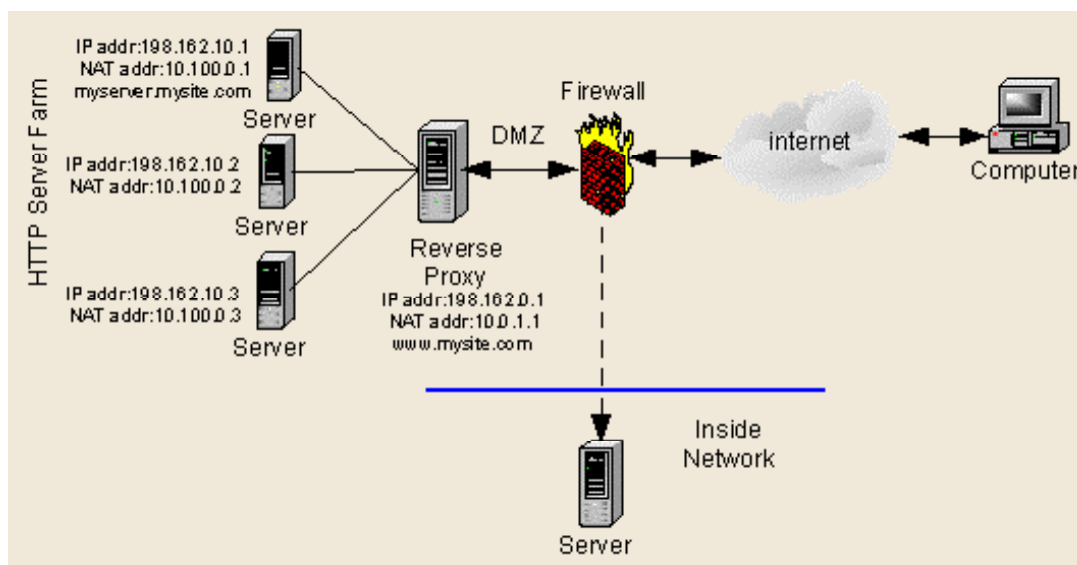 HTTP Server Farm
IP addr:198.162.10.1
NAT addr:10.100.0.1
myserver.mysite.com
Server
IP addr:198.162.10.2
NAT addr:10.100.0.2
Server
IP addr:198.162.10.3
NAT addr:10.100.0.3
Server
DMZ
Reverse
Proxy
IP addr:198.162.0.1
NAT addr:10.0.1.1
www.mysite.com
Firewall
internet
Computer
Inside
Network
Server